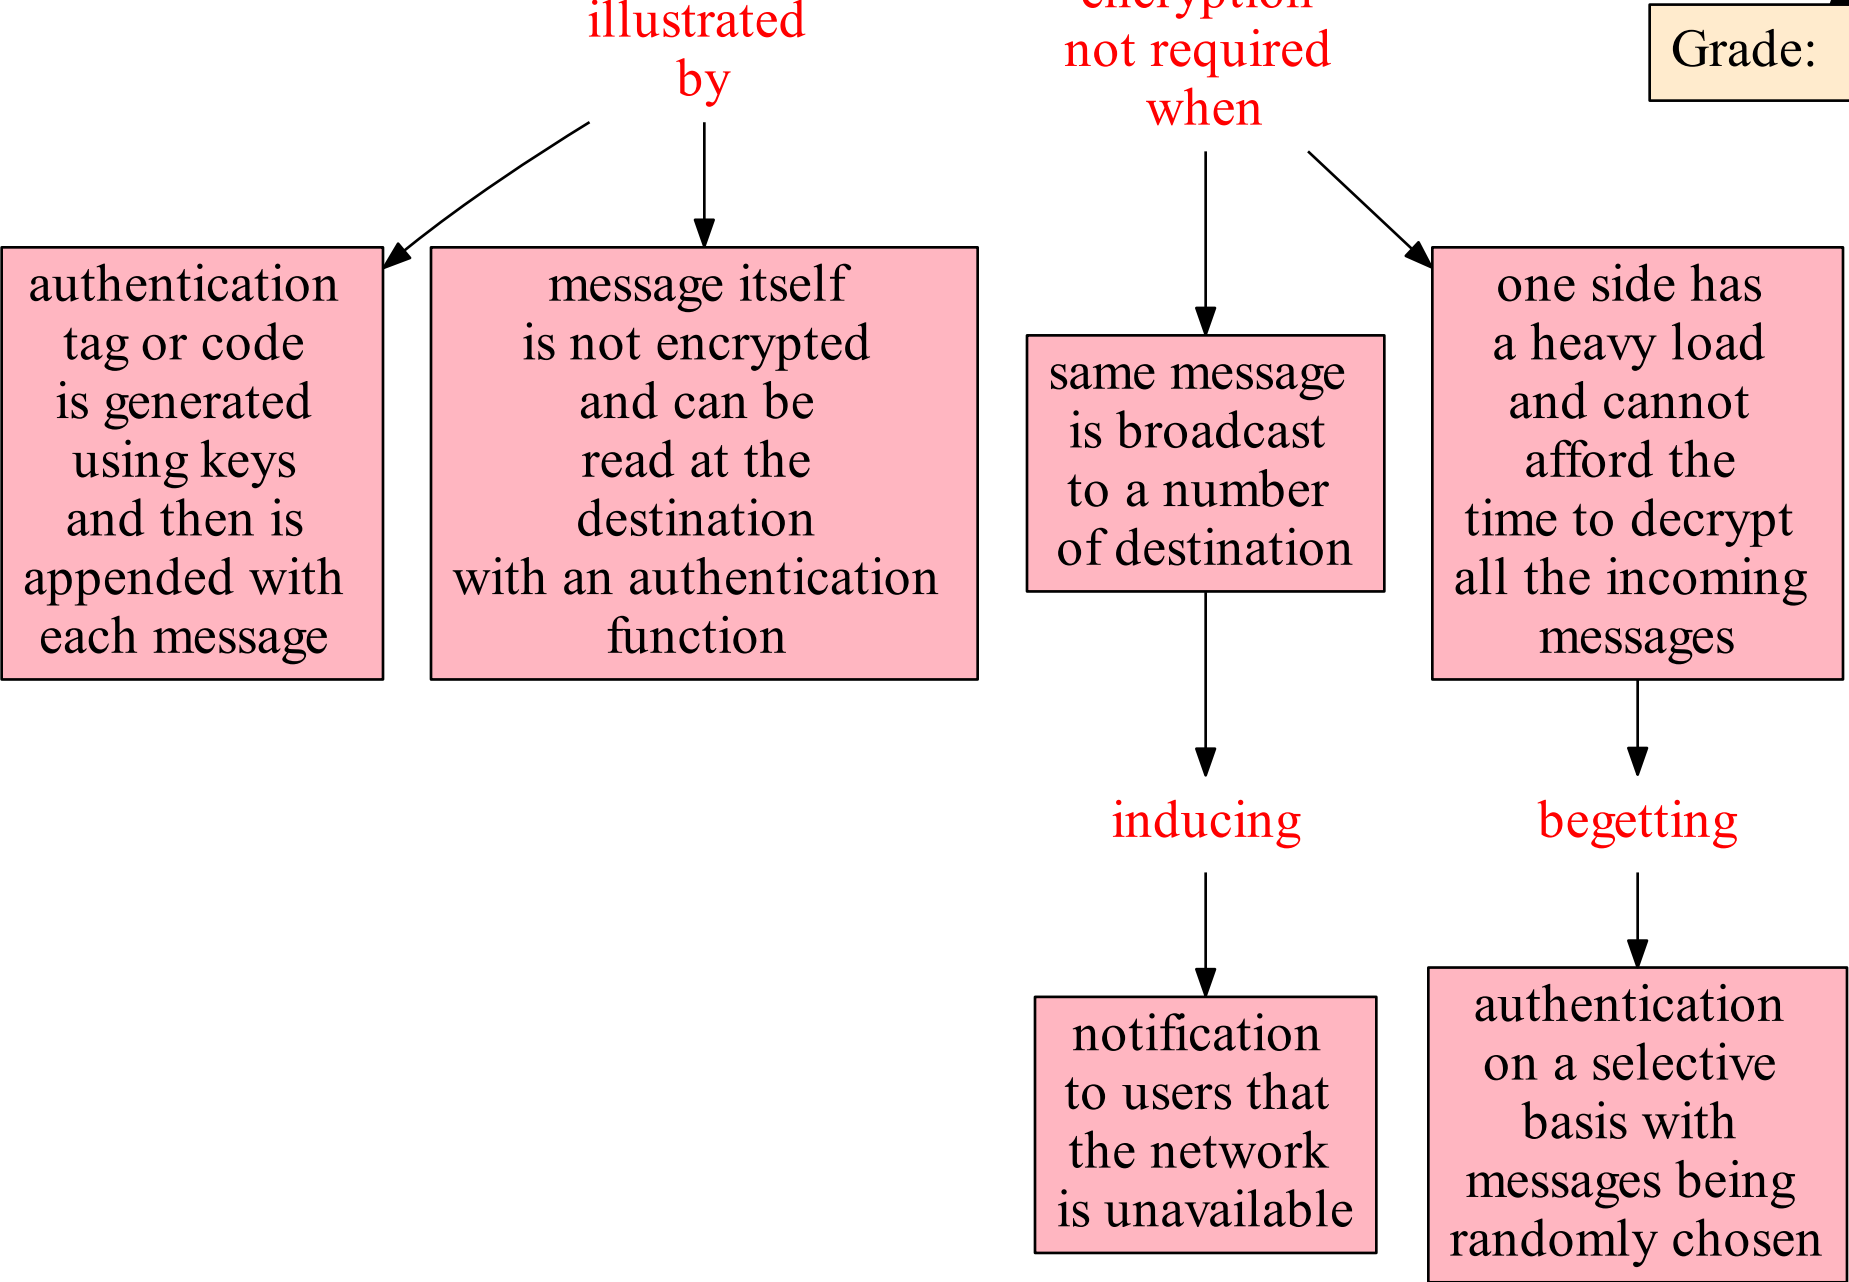 illustrated
by
encryption
not required
when
Grade:
authentication
tag or code
is generated
using keys
and then is
appended with
each message
message itself
is not encrypted
and can be
read at the
destination
with an authentication
function
same message
is broadcast
to a number
of destination
one side has
a heavy load
and cannot
afford the
time to decrypt
all the incoming
messages
inducing
begetting
notification
to users that
the network
is unavailable
authentication
on a selective
basis with
messages being
randomly chosen